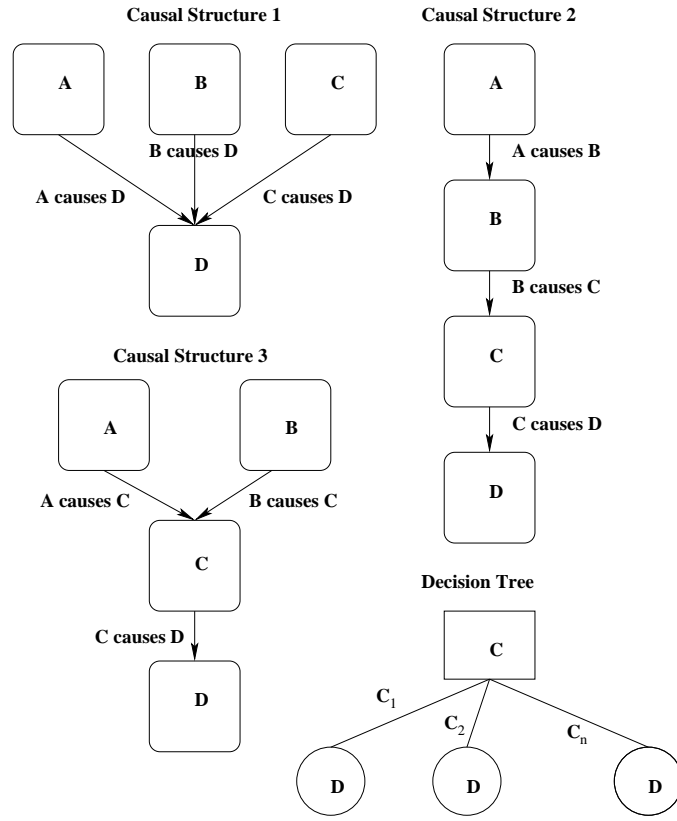 Causal Structure 1
A
B
C
B causes D
A causes D
C causes D
D
Causal Structure 2
A
A causes B
B
B causes C
C
C causes D
D
Causal Structure 3
A
B
A causes C
B causes C
C
C causes D
D
Decision Tree
C
C1
C2
Cn
D
D
D